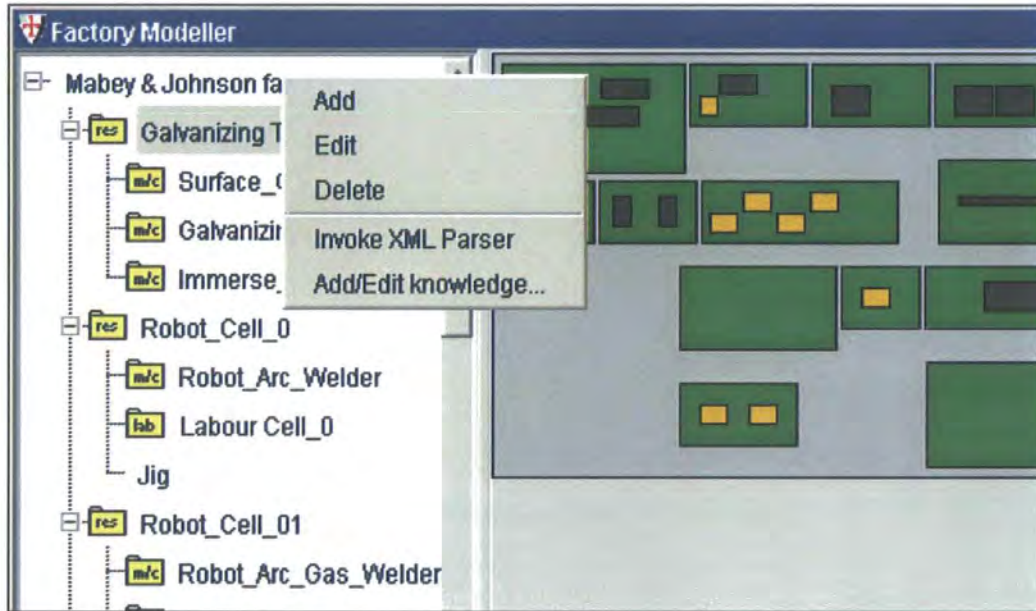 Factory Modeller
Mabey & Johnson fa
Add
res Galvanizing T
Edit
m/c Surface_
Delete
m/c Galvanizin
Invoke XML Parser
m/c Immerse_
Add/Edit knowledge...
res Robot_Cell_0
m/c Robot_Arc_Welder
lab Labour Cell_0
Jig
res Robot_Cell_01
m/c Robot_Arc_Gas_Welder